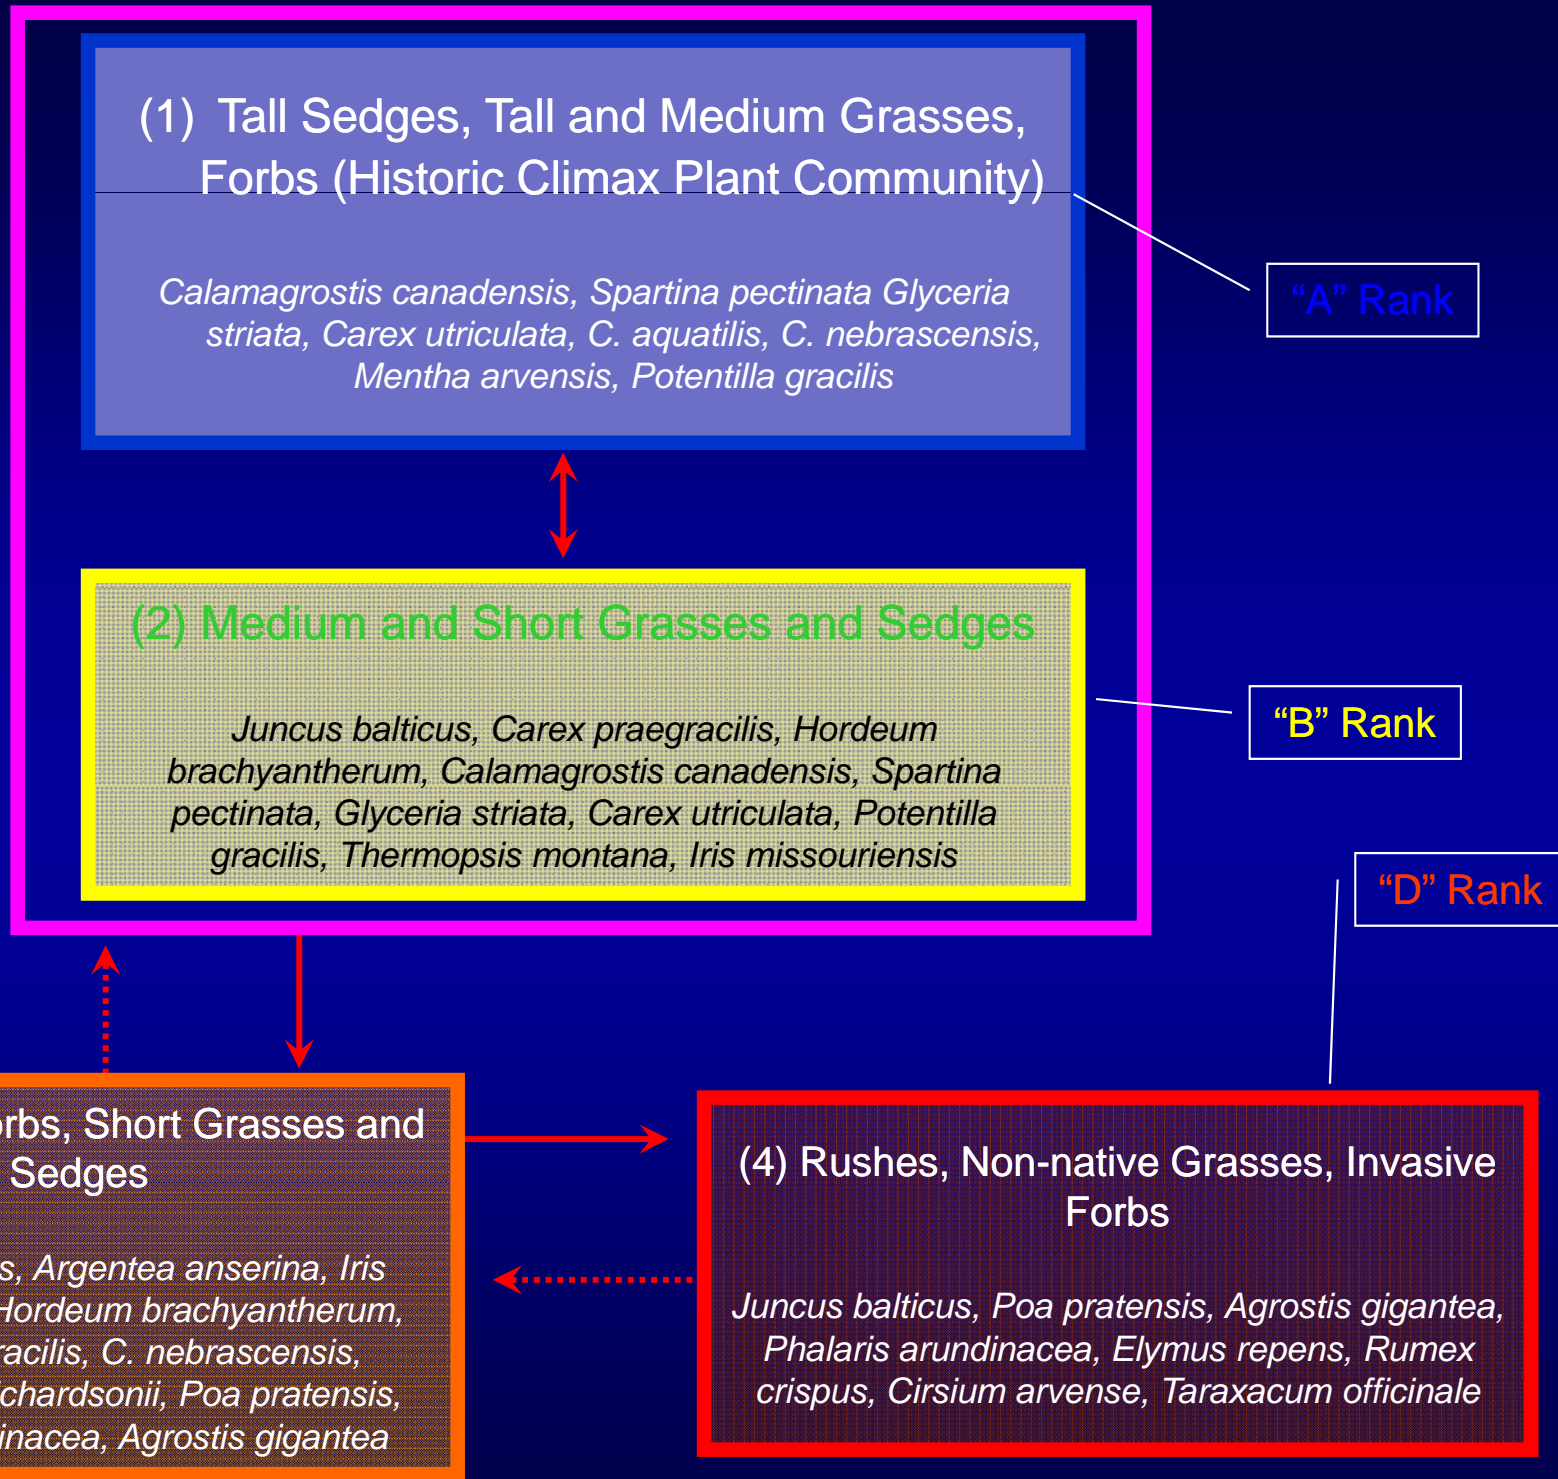 (1) Tall Sedges, Tall and Medium Grasses,
Forbs (Historic Climax Plant Community)
Calamagrostis canadensis, Spartina pectinata Glyceria
striata, Carex utriculata, C. aquatilis, C. nebrascensis,
Mentha arvensis, Potentilla gracilis
“A” Rank
(2) Medium and Short Grasses and Sedges
Juncus balticus, Carex praegracilis, Hordeum
brachyantherum, Calamagrostis canadensis, Spartina
pectinata, Glyceria striata, Carex utriculata, Potentilla
gracilis, Thermopsis montana, Iris missouriensis
“B” Rank
“D” Rank
Short Grasses and
Sedges
Argentea anserina, Iris
Hordeum brachyantherum,
C. nebrascensis,
Poa pratensis,
Agrostis gigantea
(4) Rushes, Non-native Grasses, Invasive
Forbs
Juncus balticus, Poa pratensis, Agrostis gigantea,
Phalaris arundinacea, Elymus repens, Rumex
crispus, Cirsium arvense, Taraxacum officinale